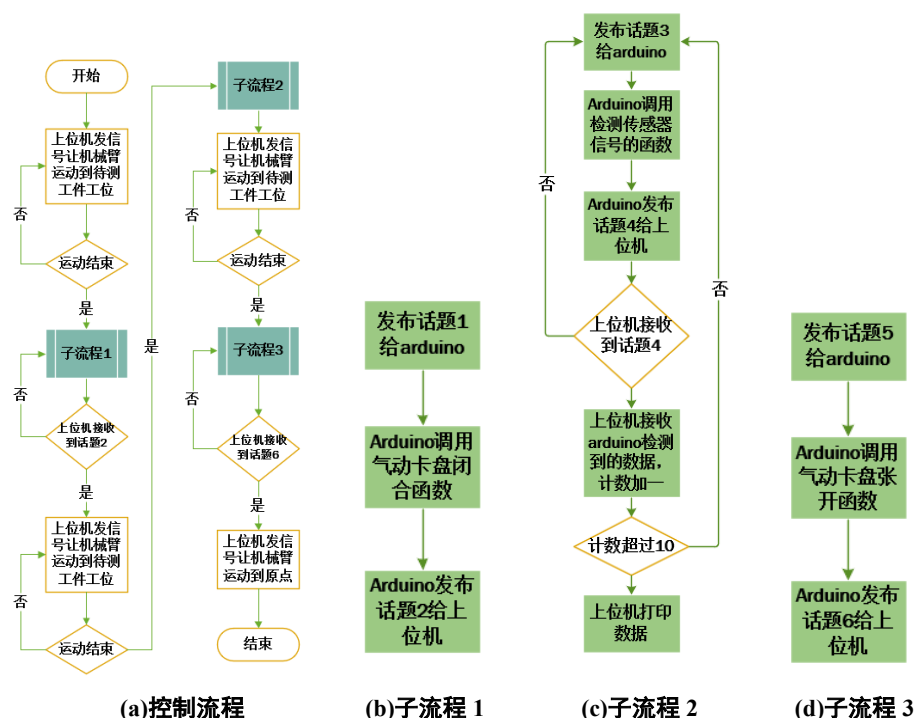 开始
上位机发信
号让机械臂
运动到待测
工件工位
否
运动结束
是
子流程1
否
上位机接收
到话题2
是
上位机发信
号让机械臂
运动到待测
工件工位
否
运动结束
是
子流程2
上位机发信
号让机械臂
运动到待测
工件工位
否
运动结束
是
子流程3
否
上位机接收
到话题6
是
上位机发信
号让机械臂
运动到原点
结束
(a)控制流程
发布话题1
给arduino
Arduino调用
气动卡盘闭
合函数
Arduino发布
话题2给上
位机
(b)子流程 1
发布话题3
给arduino
Arduino调用
检测传感器
信号的函数
否
Arduino发布
话题4给上
位机
否
上位机接收
到话题4
上位机接收
arduino检测
到的数据，
计数加一
计数超过10
上位机打印
数据
(c)子流程 2
发布话题5
给arduino
Arduino调用
气动卡盘张
开函数
Arduino发布
话题6给上
位机
(d)子流程 3